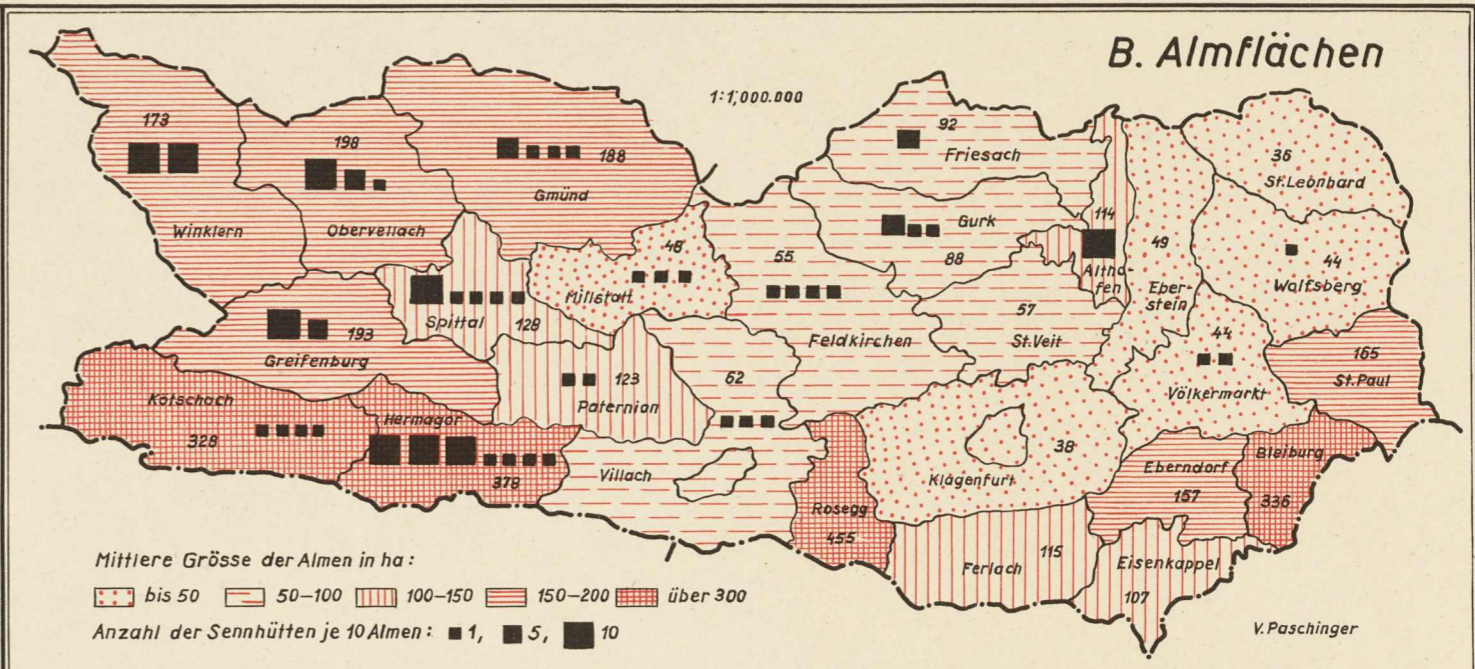 B. Almflächen
1:1,000.000
173
Winklern
198
Obervellach
188
Gmünd
92
Friesach
36
St.Leonhard
Gurk
88
114
Altho-
fen
49
Eber-
stein
44
Wolfsberg
48
Millstatt
55
Feldkirchen
57
St.Veit
Spittal
128
193
Greifenburg
62
Villach
123
Paternion
44
Völkermarkt
165
St.Paul
Kötschach
328
Hermagor
378
38
Klagenfurt
Rosegg
455
Eberndorf
157
Bleiburg
336
115
Ferlach
Eisenkappel
107
Mittlere Grösse der Almen in ha:
bis 50 50–100 100–150 150–200 über 300
Anzahl der Sennhütten je 10 Almen: 1, 5, 10
V.Paschinger